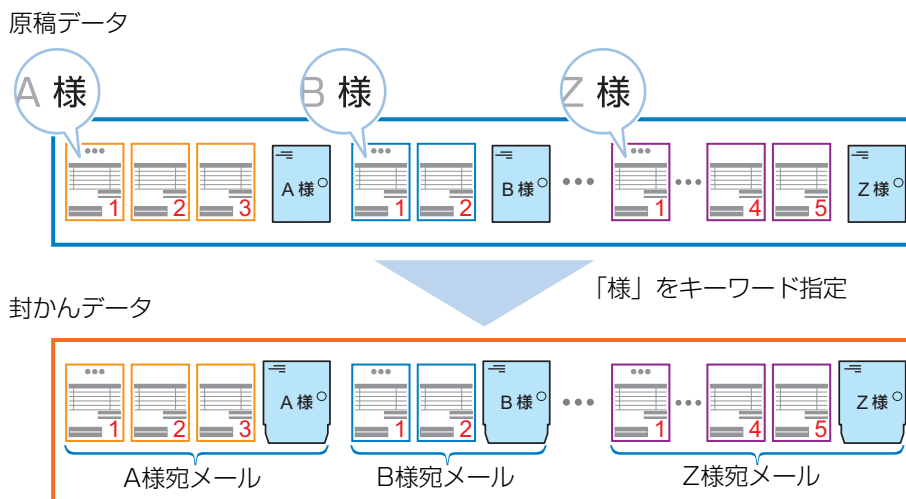 原稿データ
A 様 B 様 Z 様
1 2 3 A 様 1 2 B 様 ••• 1 ••• 4 5 Z 様
「様」をキーワード指定
封かんデータ
1 2 3 A 様 1 2 B 様 ••• 1 ••• 4 5 Z 様
A様宛メール B様宛メール Z様宛メール